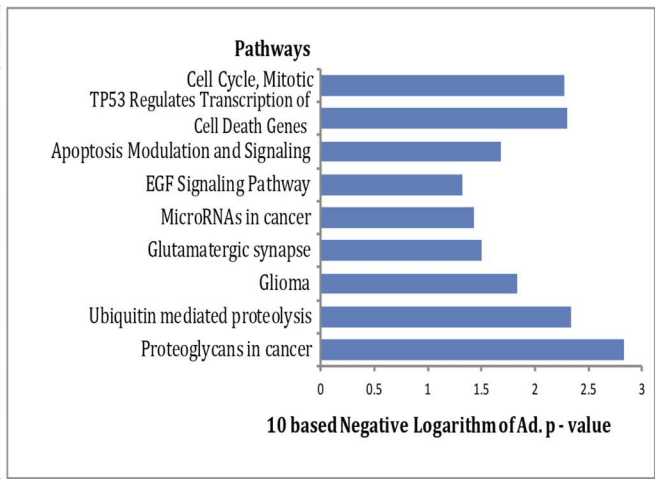 Pathways
Cell Cycle, Mitotic
TP53 Regulates Transcription of
Cell Death Genes
Apoptosis Modulation and Signaling
EGF Signaling Pathway
MicroRNAs in cancer
Glutamatergic synapse
Glioma
Ubiquitin mediated proteolysis
Proteoglycans in cancer
0 0.5 1 1.5 2 2.5 3
10 based Negative Logarithm of Ad. p - value